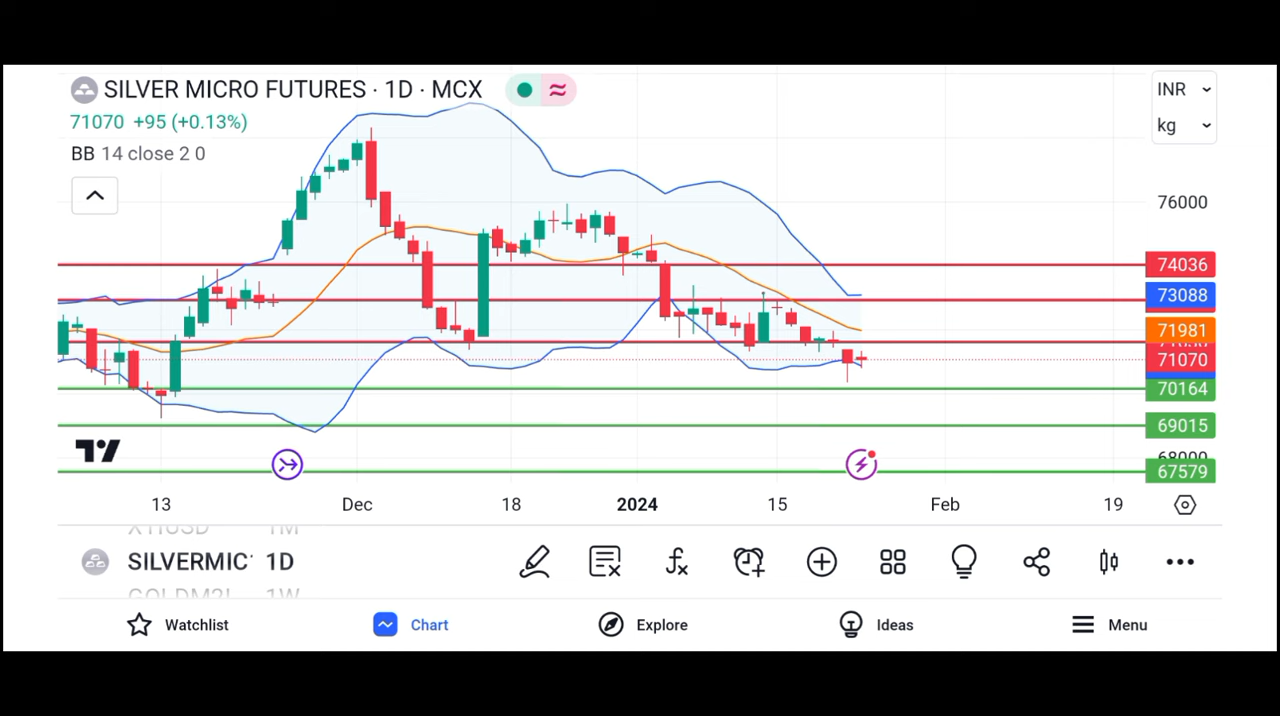 SILVER MICRO FUTURES · 1D · MCX
INR
71070 +95 (+0.13%)
kg
BB 14 close 2 0
76000
74036
73088
71981
71070
70164
69015
68000
67579
13 Dec 18 2024 15 Feb 19
SILVERMIC 1D
Watchlist Chart Explore Ideas Menu